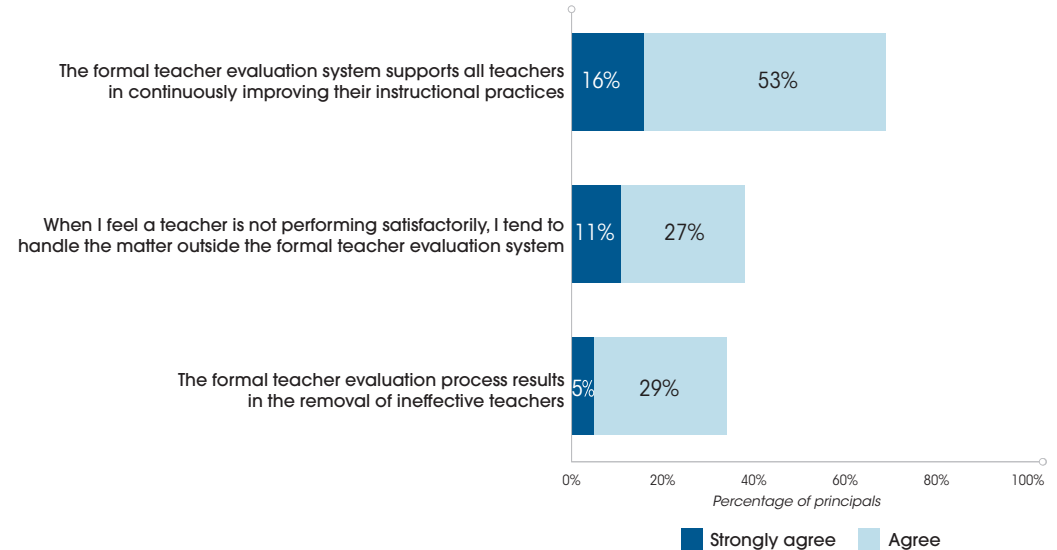 The formal teacher evaluation system supports all teachers
in continuously improving their instructional practices
16%
53%
When I feel a teacher is not performing satisfactorily, I tend to
handle the matter outside the formal teacher evaluation system
11%
27%
The formal teacher evaluation process results
in the removal of ineffective teachers
5%
29%
0%
20%
40%
60%
80%
100%
Percentage of principals
Strongly agree
Agree